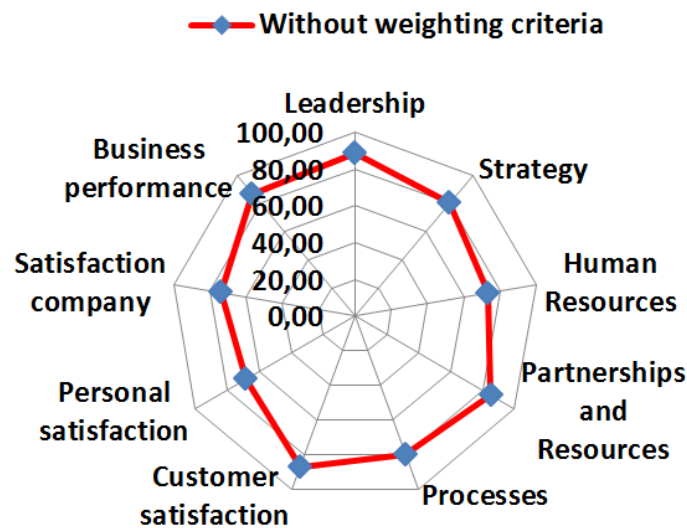 Without weighting criteria
Leadership
100,00
80,00
60,00
40,00
20,00
0,00
Strategy
Human
Resources
Partnerships
and
Resources
Processes
Customer
satisfaction
Personal
satisfaction
Satisfaction
company
Business
performance